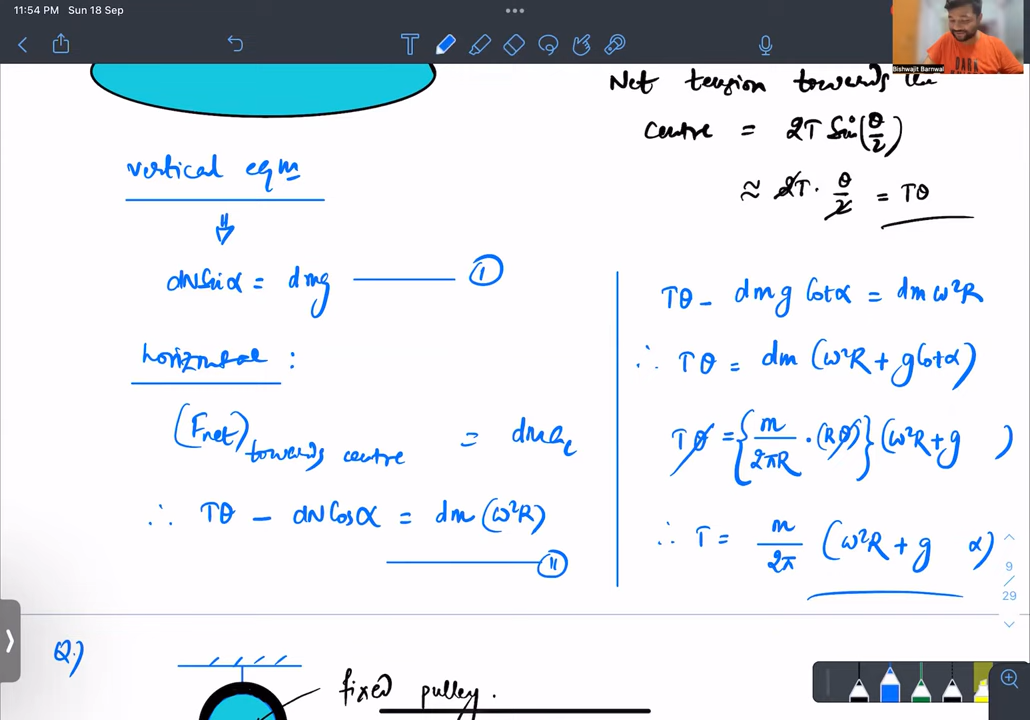 11:54 PM Sun 18 Sep
Bishwajit Barnwal
DARK
Net tension towards the
centre = 2T Sin(θ/2)
≈ 2T · θ/2 = Tθ
vertical eqm
dN Sinα = dmg ——— I
horizontal :
(Fnet) towards centre = dm ac
∴ Tθ - dN Cosα = dm (ω²R)
——— II
Tθ - dmg Cotα = dm ω²R
∴ Tθ = dm (ω²R + g Cotα)
Tθ = {m/2πR · (Rθ)} (ω²R + g )
∴ T = m/2π (ω²R + g α)
9
/
29
Q.)
fixed pulley.